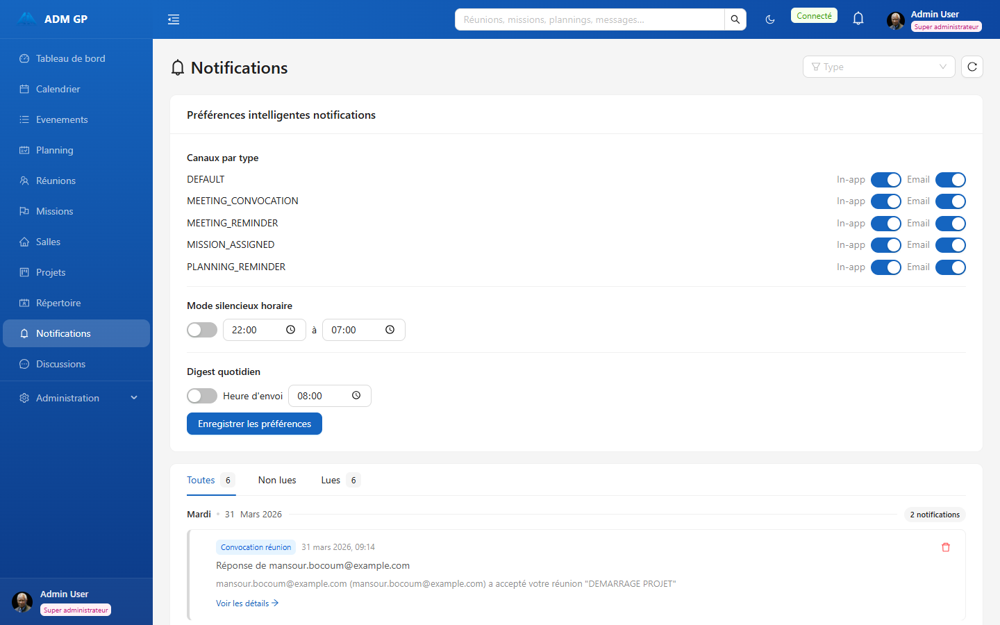 ADM GP
Réunions, missions, plannings, messages...
Connecté
Admin User
Super administrateur
Tableau de bord
Calendrier
Evenements
Planning
Réunions
Missions
Salles
Projets
Répertoire
Notifications
Discussions
Administration
Admin User
Super administrateur
Notifications
Type
Préférences intelligentes notifications
Canaux par type
DEFAULT In-app Email
MEETING_CONVOCATION In-app Email
MEETING_REMINDER In-app Email
MISSION_ASSIGNED In-app Email
PLANNING_REMINDER In-app Email
Mode silencieux horaire
22:00 à 07:00
Digest quotidien
Heure d'envoi 08:00
Enregistrer les préférences
Toutes 6 Non lues Lues 6
Mardi • 31 Mars 2026 2 notifications
Convocation réunion 31 mars 2026, 09:14
Réponse de mansour.bocoum@example.com
mansour.bocoum@example.com (mansour.bocoum@example.com) a accepté votre réunion "DEMARRAGE PROJET"
Voir les détails →